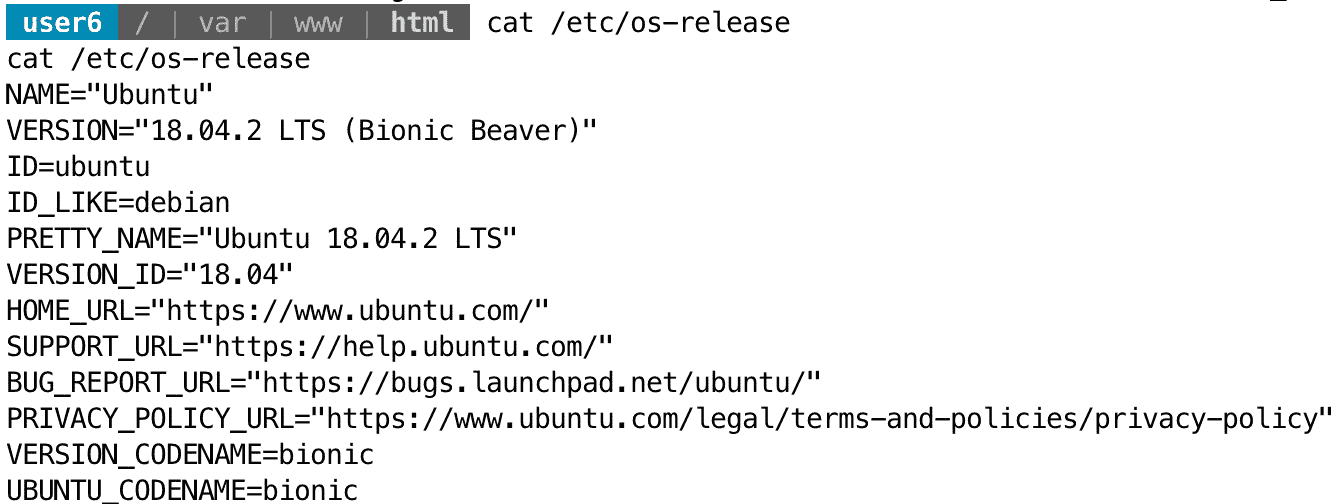 user6 / | var | www | html cat /etc/os-release
cat /etc/os-release
NAME="Ubuntu"
VERSION="18.04.2 LTS (Bionic Beaver)"
ID=ubuntu
ID_LIKE=debian
PRETTY_NAME="Ubuntu 18.04.2 LTS"
VERSION_ID="18.04"
HOME_URL="https://www.ubuntu.com/"
SUPPORT_URL="https://help.ubuntu.com/"
BUG_REPORT_URL="https://bugs.launchpad.net/ubuntu/"
PRIVACY_POLICY_URL="https://www.ubuntu.com/legal/terms-and-policies/privacy-policy"
VERSION_CODENAME=bionic
UBUNTU_CODENAME=bionic